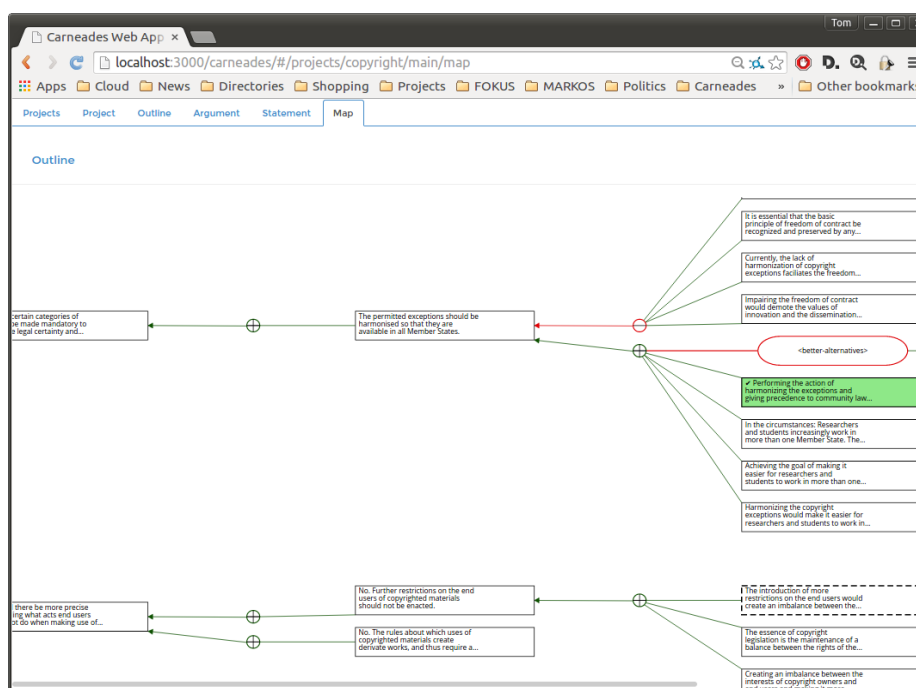 Tom
Carneades Web App ×
localhost:3000/carneades/#/projects/copyright/main/map
Apps Cloud News Directories Shopping Projects FOKUS MARKOS Politics Carneades » Other bookmarks
Projects Project Outline Argument Statement Map
Outline
It is essential that the basic
principle of freedom of contract be
recognized and preserved by any...
Currently, the lack of
harmonization of copyright
exceptions faciliates the freedom...
Impairing the freedom of contract
would demote the values of
innovation and the dissemination...
certain categories of
be made mandatory to
legal certainty and...
The permitted exceptions should be
harmonised so that they are
available in all Member States.
<better-alternatives>
✔ Performing the action of
harmonizing the exceptions and
giving precedence to community law...
In the circumstances: Researchers
and students increasingly work in
more than one Member State. The...
Achieving the goal of making it
easier for researchers and
students to work in more than one...
Harmonizing the copyright
exceptions would make it easier for
researchers and students to work in...
there be more precise
ing what acts end users
ot do when making use of...
No. Further restrictions on the end
users of copyrighted materials
should not be enacted.
No. The rules about which uses of
copyrighted materials create
derivate works, and thus require a...
The introduction of more
restrictions on the end users would
create an imbalance between the...
The essence of copyright
legislation is the maintenance of a
balance between the rights of the...
Creating an imbalance between the
interests of copyright owners and